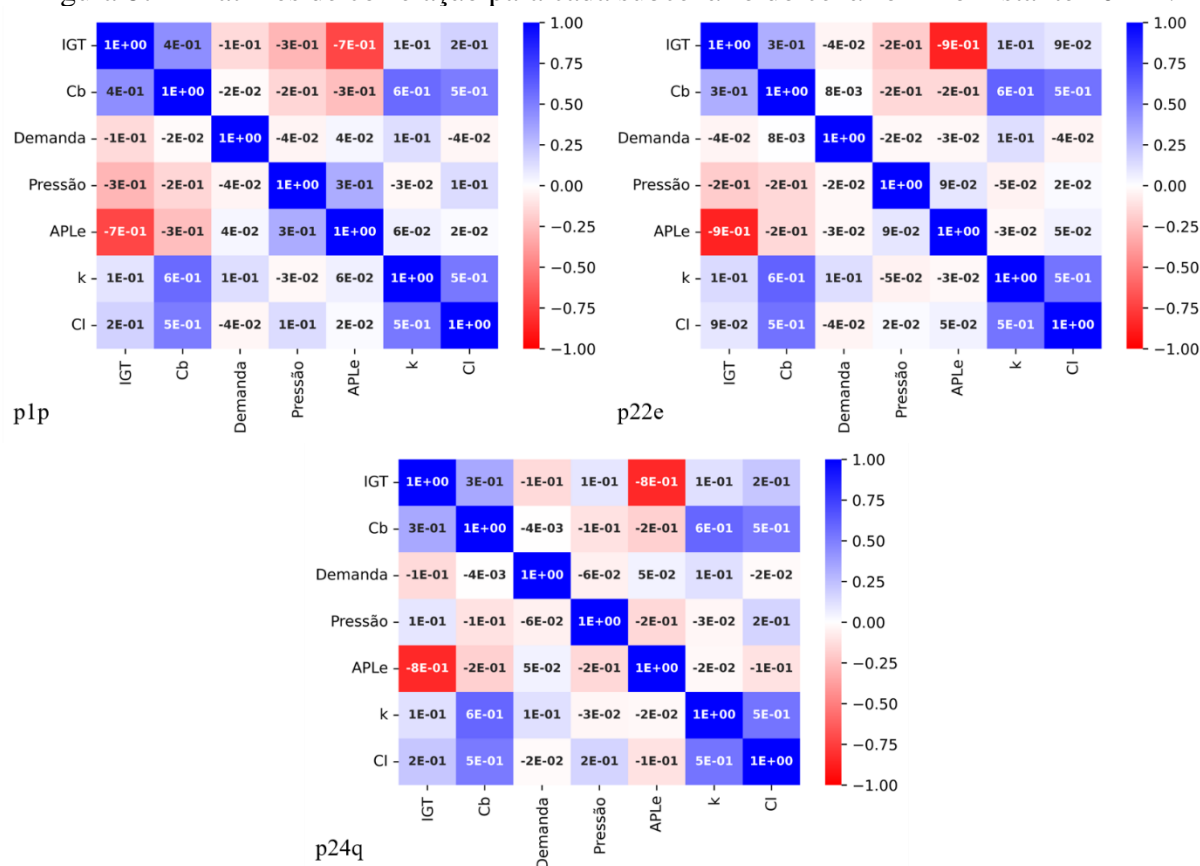 para cada
1.00
IGT 1E+00 4E-01 -1E-01 -3E-01 -7E-01 1E-01 2E-01
0.75
Cb 4E-01 1E+00 -2E-02 -2E-01 -3E-01 6E-01 5E-01
0.50
Demanda -1E-01 -2E-02 1E+00 -4E-02 4E-02 1E-01 -4E-02
0.25
Pressão -3E-01 -2E-01 -4E-02 1E+00 3E-01 -3E-02 1E-01
0.00
−0.25
APLe -7E-01 -3E-01 4E-02 3E-01 1E+00 6E-02 2E-02
−0.50
k 1E-01 6E-01 1E-01 -3E-02 6E-02 1E+00 5E-01
−0.75
Cl 2E-01 5E-01 -4E-02 1E-01 2E-02 5E-01 1E+00
−1.00
IGT Cb Demanda Pressão APLe k Cl
p1p
1.00
IGT 1E+00 3E-01 -4E-02 -2E-01 -9E-01 1E-01 9E-02
0.75
Cb 3E-01 1E+00 8E-03 -2E-01 -2E-01 6E-01 5E-01
0.50
Demanda -4E-02 8E-03 1E+00 -2E-02 -3E-02 1E-01 -4E-02
0.25
Pressão -2E-01 -2E-01 -2E-02 1E+00 9E-02 -5E-02 2E-02
0.00
−0.25
APLe -9E-01 -2E-01 -3E-02 9E-02 1E+00 -3E-02 5E-02
−0.50
k 1E-01 6E-01 1E-01 -5E-02 -3E-02 1E+00 5E-01
−0.75
Cl 9E-02 5E-01 -4E-02 2E-02 5E-02 5E-01 1E+00
−1.00
IGT Cb Demanda Pressão APLe k Cl
p22e
1.00
IGT 1E+00 3E-01 -1E-01 1E-01 -8E-01 1E-01 2E-01
0.75
Cb 3E-01 1E+00 -4E-03 -1E-01 -2E-01 6E-01 5E-01
0.50
Demanda -1E-01 -4E-03 1E+00 -6E-02 5E-02 1E-01 -2E-02
0.25
Pressão 1E-01 -1E-01 -6E-02 1E+00 -2E-01 -3E-02 2E-01
0.00
−0.25
APLe -8E-01 -2E-01 5E-02 -2E-01 1E+00 -2E-02 -1E-01
−0.50
k 1E-01 6E-01 1E-01 -3E-02 -2E-02 1E+00 5E-01
−0.75
Cl 2E-01 5E-01 -2E-02 2E-01 -1E-01 5E-01 1E+00
−1.00
IGT Cb Demanda Pressão APLe k Cl
p24q